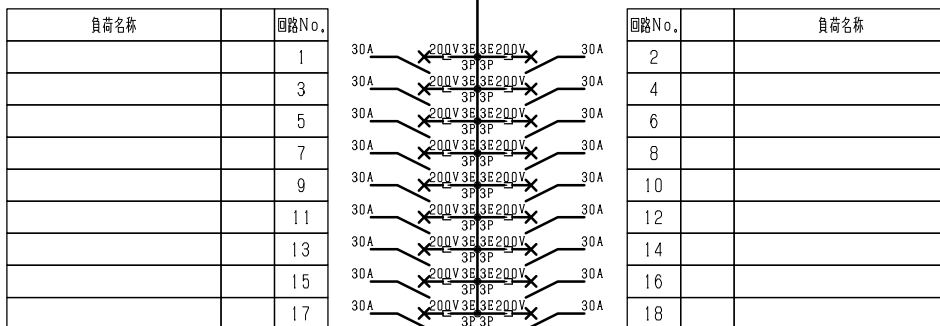 負荷名称 回路No. 回路No. 負荷名称
1 30A 200V 3E 3E 200V 30A 2
3P 3P
3 30A 200V 3E 3E 200V 30A 4
3P 3P
5 30A 200V 3E 3E 200V 30A 6
3P 3P
7 30A 200V 3E 3E 200V 30A 8
3P 3P
9 30A 200V 3E 3E 200V 30A 10
3P 3P
11 30A 200V 3E 3E 200V 30A 12
3P 3P
13 30A 200V 3E 3E 200V 30A 14
3P 3P
15 30A 200V 3E 3E 200V 30A 16
3P 3P
17 30A 200V 3E 3E 200V 30A 18
3P 3P